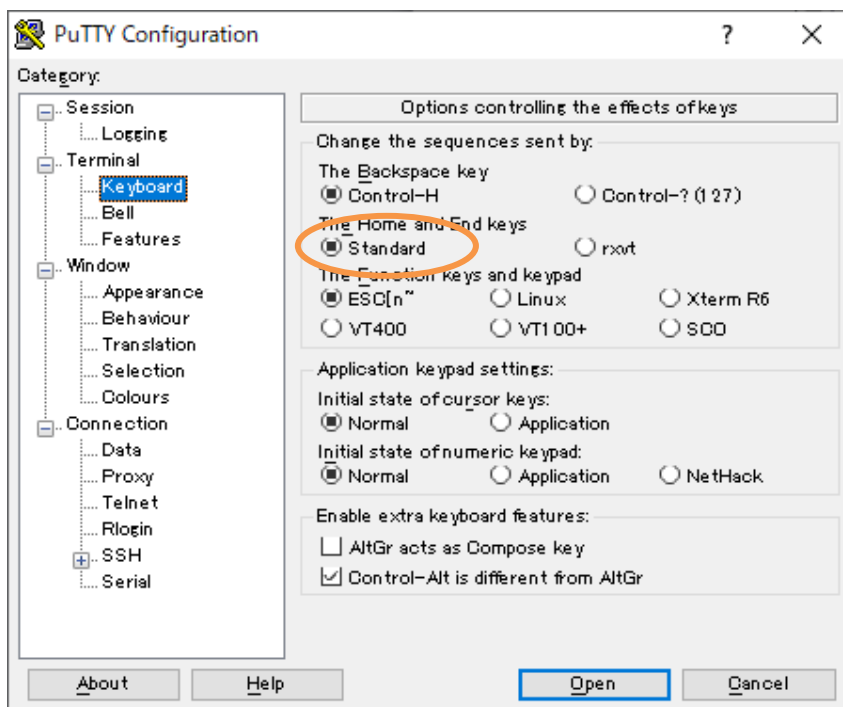 PuTTY Configuration
Category:
Session
Logging
Terminal
Keyboard
Bell
Features
Window
Appearance
Behaviour
Translation
Selection
Colours
Connection
Data
Proxy
Telnet
Rlogin
SSH
Serial
Options controlling the effects of keys
Change the sequences sent by:
The Backspace key
Control-H Control-? (127)
The Home and End keys
Standard rxvt
The Function keys and keypad
ESC[n~ Linux Xterm R6
VT400 VT100+ SCO
Application keypad settings:
Initial state of cursor keys:
Normal Application
Initial state of numeric keypad:
Normal Application NetHack
Enable extra keyboard features:
AltGr acts as Compose key
Control-Alt is different from AltGr
About Help Open Cancel